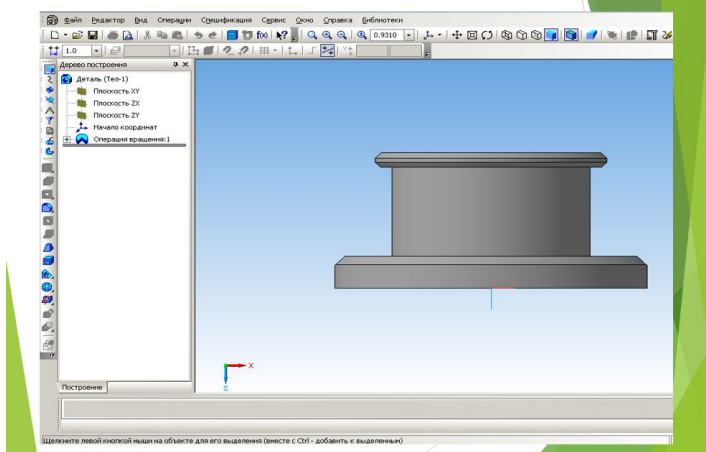 Файл Редактор Вид Операции Спецификация Сервис Окно Справка Библиотеки
f(x) 0.9310
1.0
Дерево построения
Деталь (Тел-1)
Плоскость XY
Плоскость ZX
Плоскость ZY
Начало координат
Операция вращения:1
X
Z
Построение
Щелкните левой кнопкой мыши на объекте для его выделения (вместе с Ctrl - добавить к выделенным)